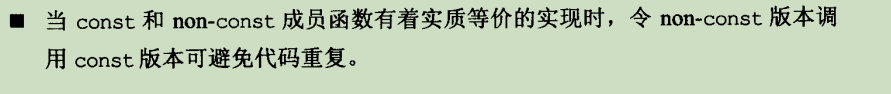 ■ 当 const 和 non-const 成员函数有着实质等价的实现时，令 non-const 版本调
用 const 版本可避免代码重复。